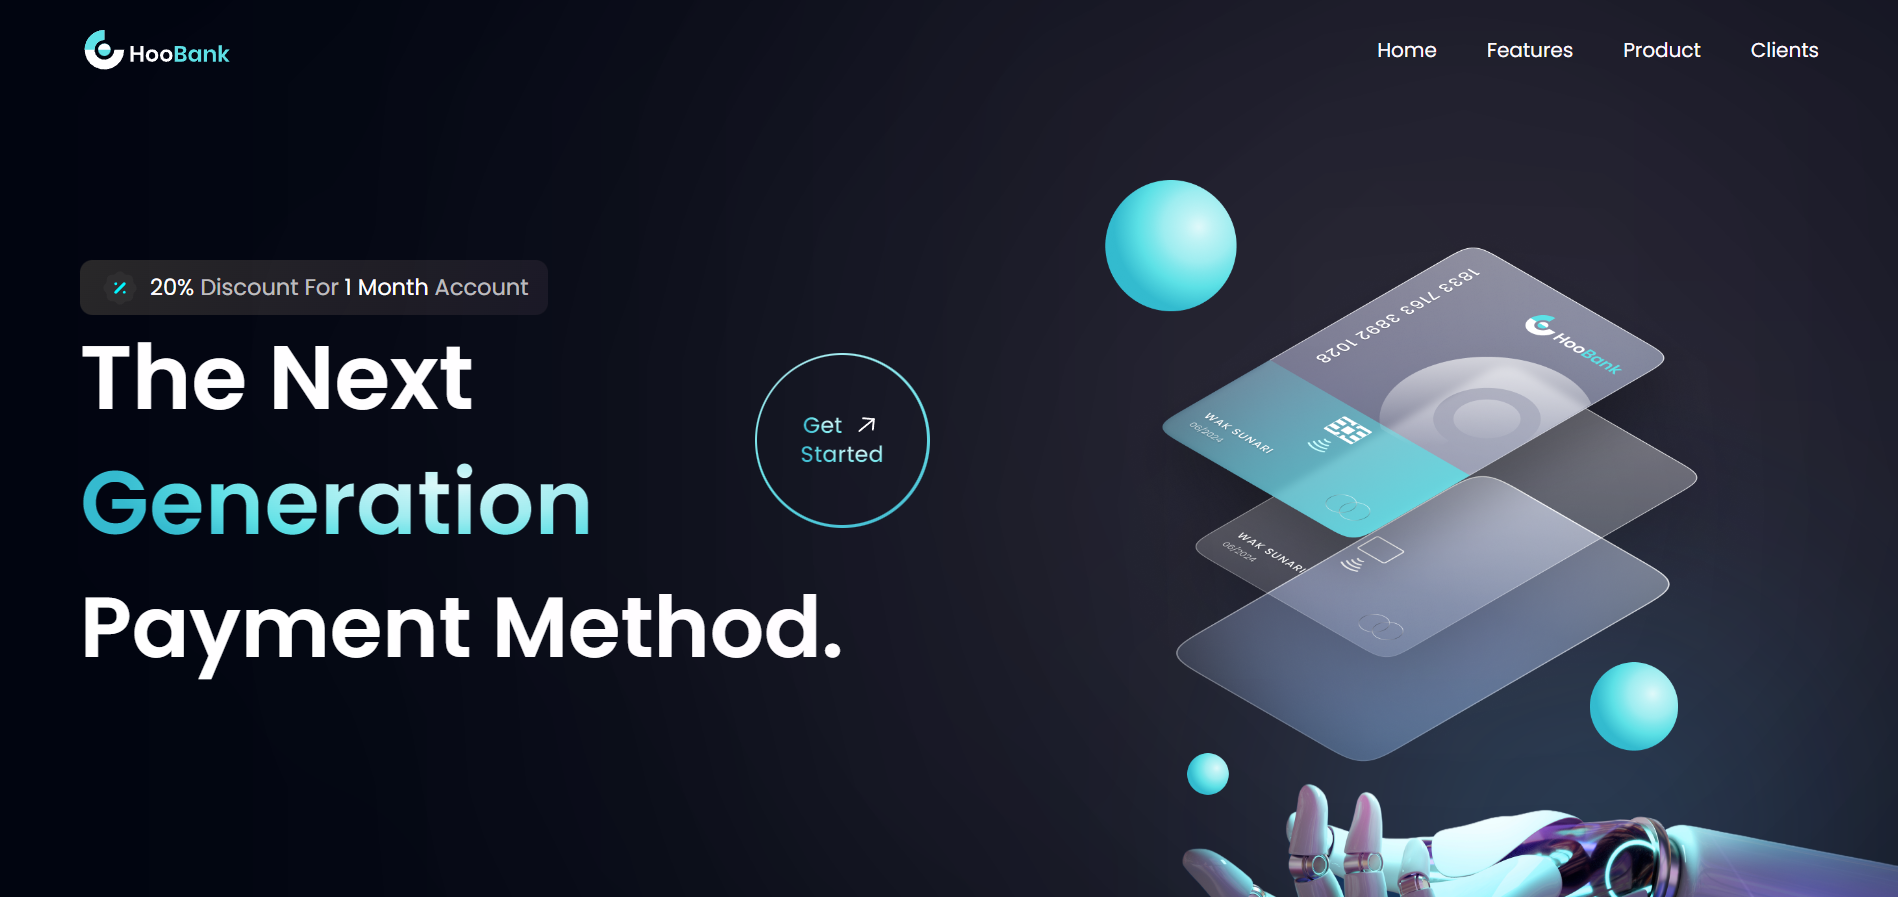 HooBank
Home
Features
Product
Clients
20% Discount For 1 Month Account
The Next
Generation
Payment Method.
Get
Started
1833 7163 3892 1028
HooBank
WAK SUNARI
06/2024
WAK SUNARI
06/2024